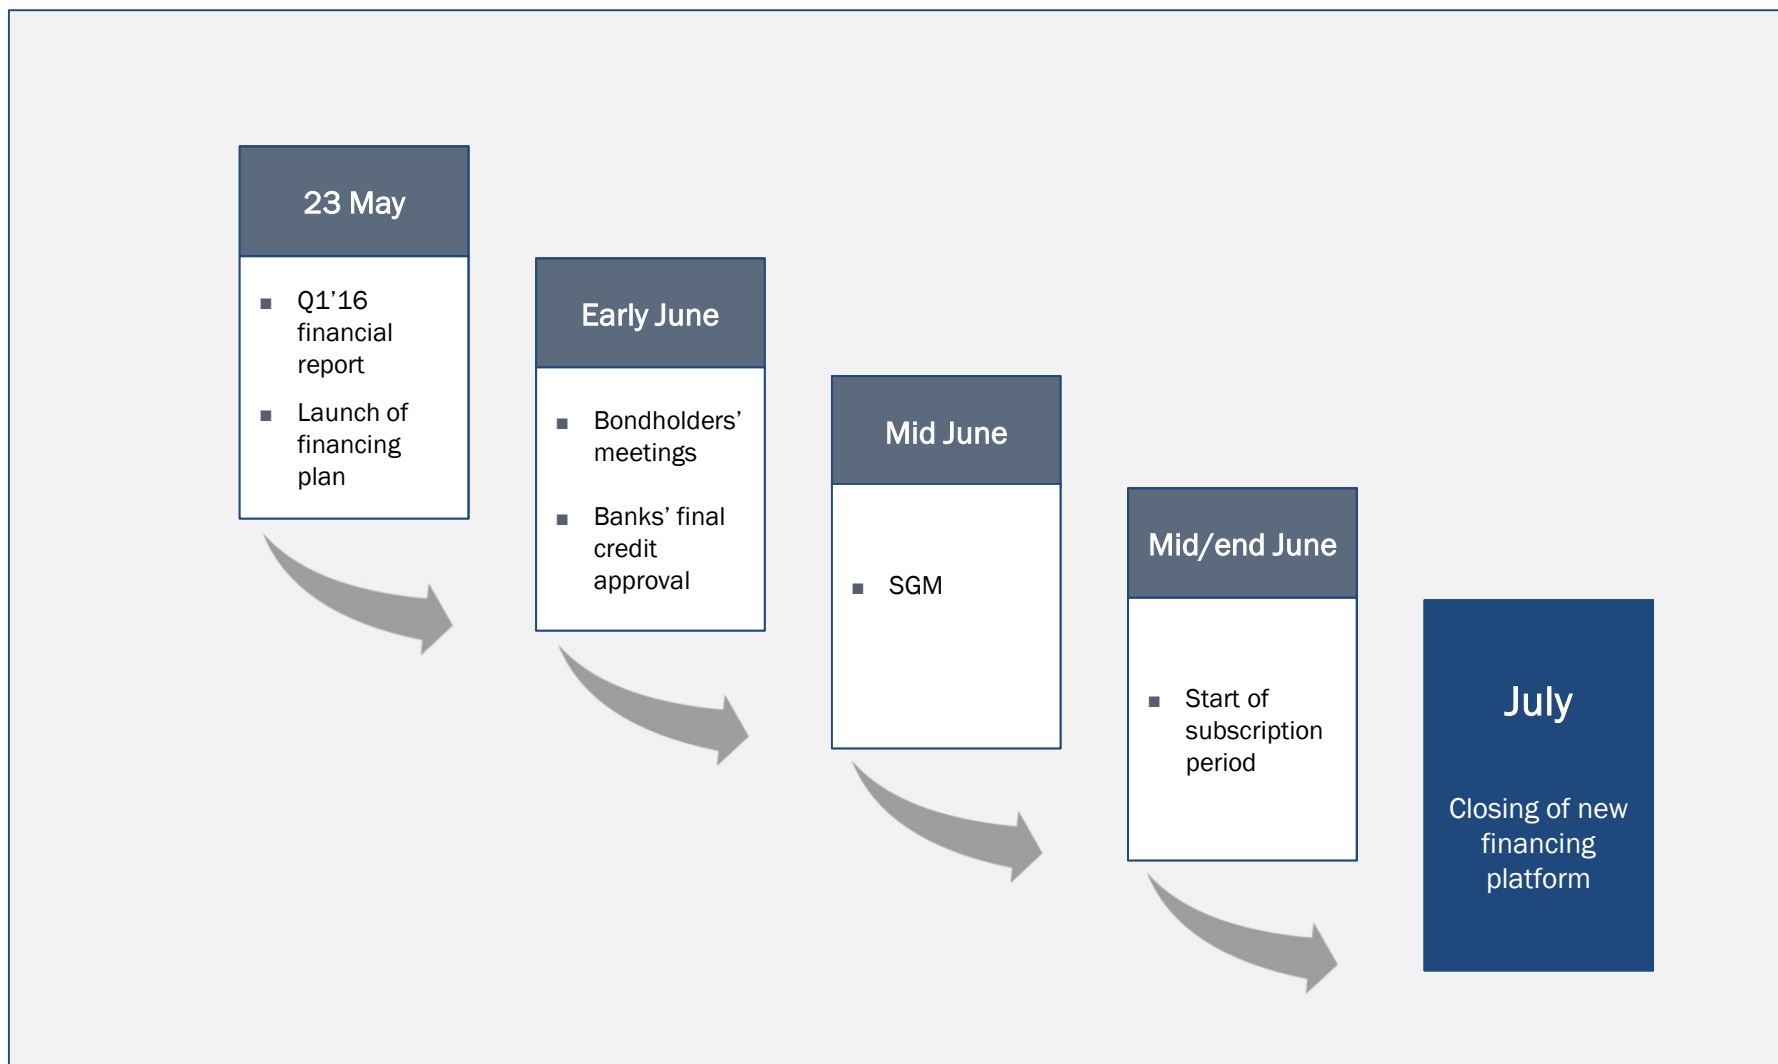 23 May
■ Q1’16
financial
report
■ Launch of
financing
plan
Early June
■ Bondholders’
meetings
■ Banks’ final
credit
approval
Mid June
■ SGM
Mid/end June
■ Start of
subscription
period
July
Closing of new
financing
platform